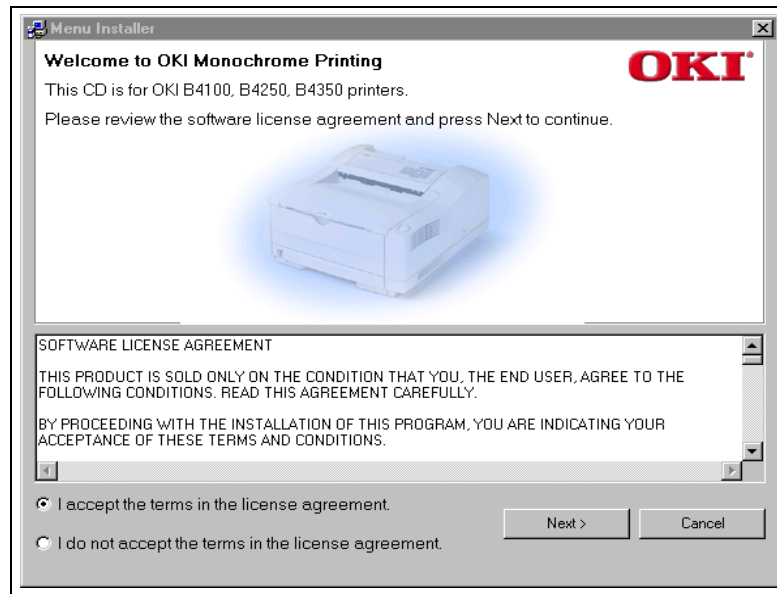 Menu Installer
Welcome to OKI Monochrome Printing
OKI
This CD is for OKI B4100, B4250, B4350 printers.
Please review the software license agreement and press Next to continue.
SOFTWARE LICENSE AGREEMENT
THIS PRODUCT IS SOLD ONLY ON THE CONDITION THAT YOU, THE END USER, AGREE TO THE
FOLLOWING CONDITIONS. READ THIS AGREEMENT CAREFULLY.
BY PROCEEDING WITH THE INSTALLATION OF THIS PROGRAM, YOU ARE INDICATING YOUR
ACCEPTANCE OF THESE TERMS AND CONDITIONS.
I accept the terms in the license agreement.
I do not accept the terms in the license agreement.
Next >
Cancel